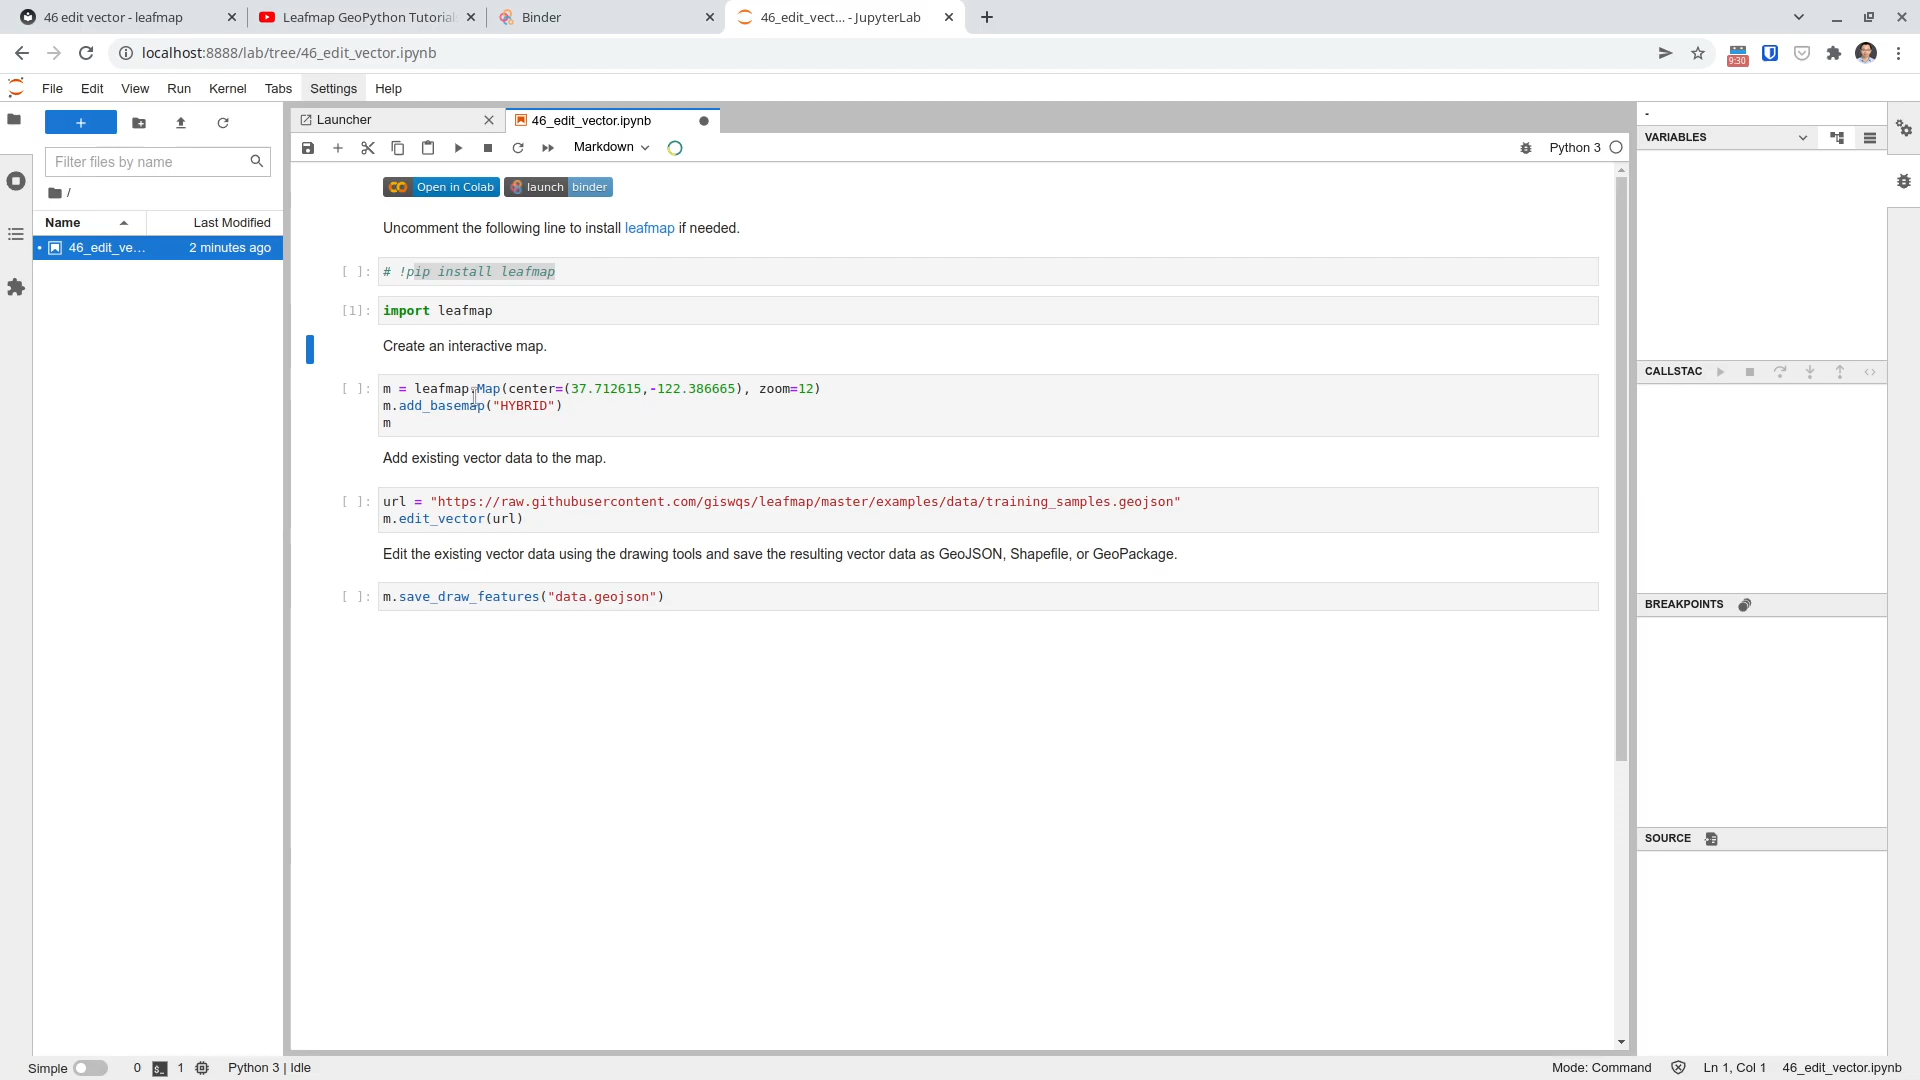 46 edit vector - leafmap
Leafmap GeoPython Tutorial
Binder
46_edit_vect... - JupyterLab
localhost:8888/lab/tree/46_edit_vector.ipynb
9:30
File Edit View Run Kernel Tabs Settings Help
Filter files by name
/
Name Last Modified
46_edit_ve... 2 minutes ago
Launcher
46_edit_vector.ipynb
Markdown
Python 3
Open in Colab launch binder
Uncomment the following line to install leafmap if needed.
[ ]: # !pip install leafmap
[1]: import leafmap
Create an interactive map.
[ ]: m = leafmap.Map(center=(37.712615,-122.386665), zoom=12)
m.add_basemap("HYBRID")
m
Add existing vector data to the map.
[ ]: url = "https://raw.githubusercontent.com/giswqs/leafmap/master/examples/data/training_samples.geojson"
m.edit_vector(url)
Edit the existing vector data using the drawing tools and save the resulting vector data as GeoJSON, Shapefile, or GeoPackage.
[ ]: m.save_draw_features("data.geojson")
-
VARIABLES
CALLSTAC
BREAKPOINTS
SOURCE
Simple 0 1 Python 3 | Idle
Mode: Command Ln 1, Col 1 46_edit_vector.ipynb